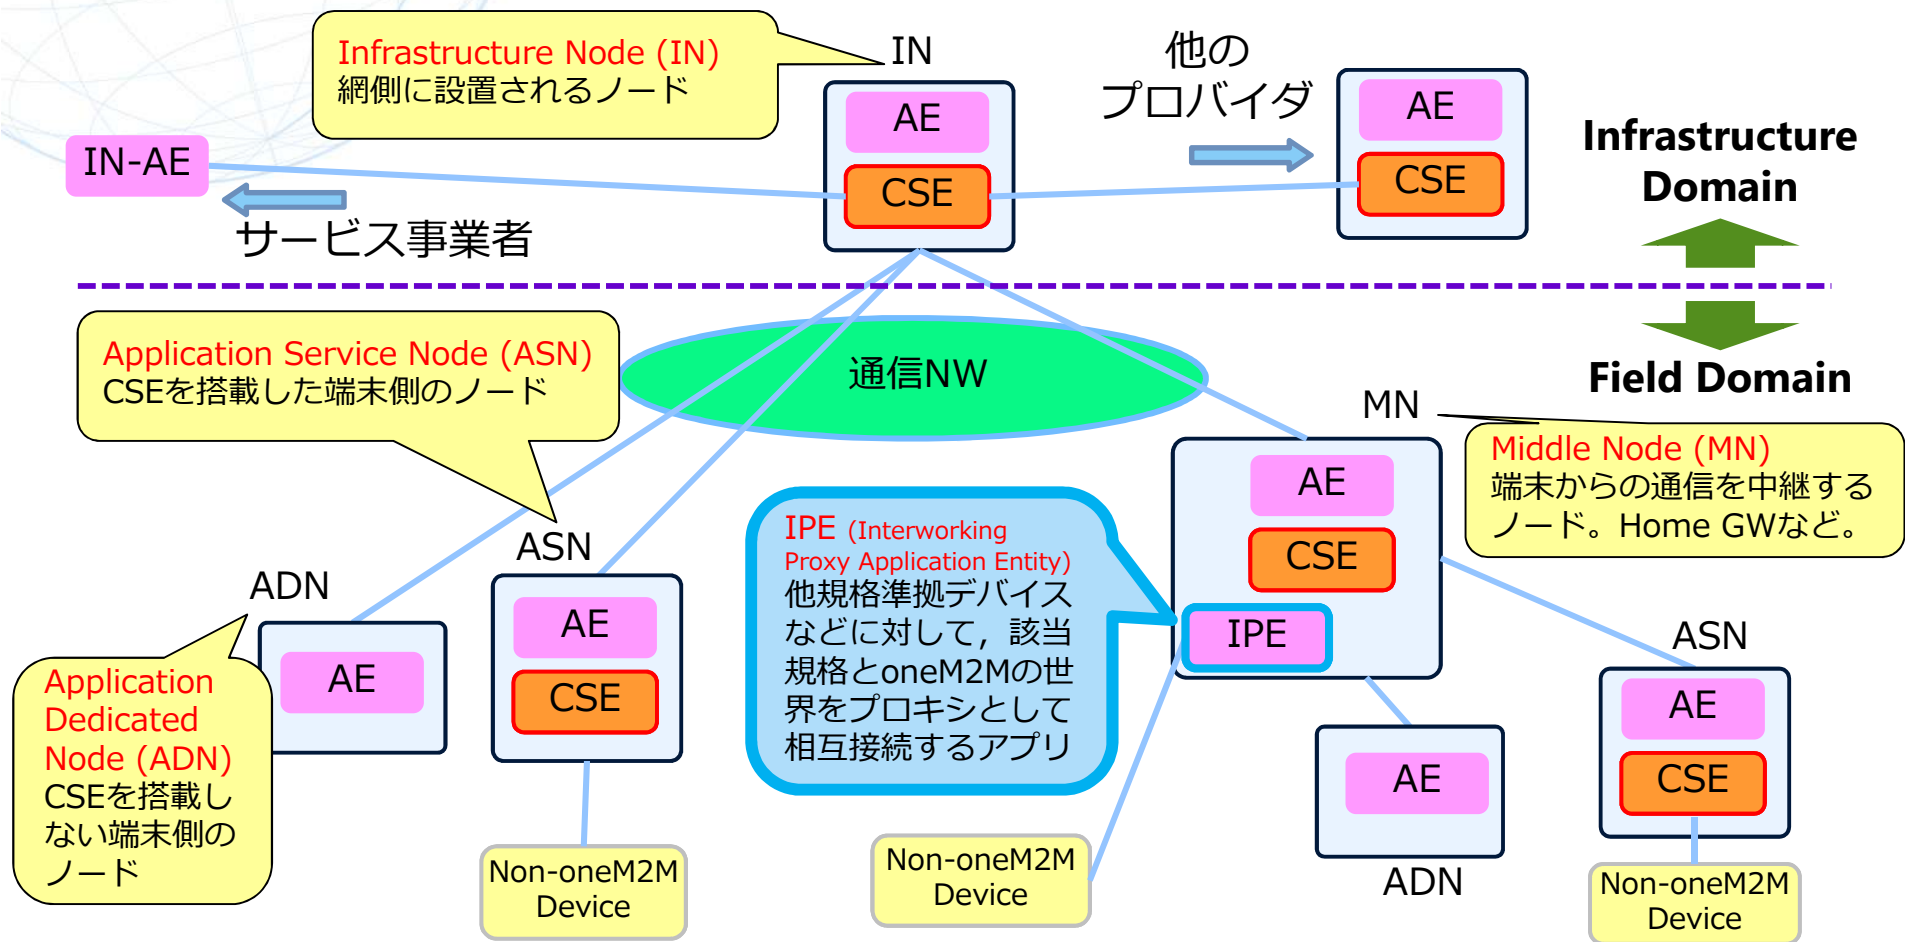 Infrastructure Node (IN)
網側に設置されるノード
IN
AE
CSE
他の
プロバイダ
AE
CSE
Infrastructure
Domain
IN-AE
サービス事業者
Application Service Node (ASN)
CSEを搭載した端末側のノード
通信NW
Field Domain
MN
Middle Node (MN)
端末からの通信を中継する
ノード。Home GWなど。
AE
CSE
IPE
IPE (Interworking
Proxy Application Entity)
他規格準拠デバイス
などに対して，該当
規格とoneM2Mの世
界をプロキシとして
相互接続するアプリ
ASN
AE
CSE
ADN
AE
Application
Dedicated
Node (ADN)
CSEを搭載し
ない端末側の
ノード
ASN
AE
CSE
AE
ADN
Non-oneM2M
Device
Non-oneM2M
Device
Non-oneM2M
Device